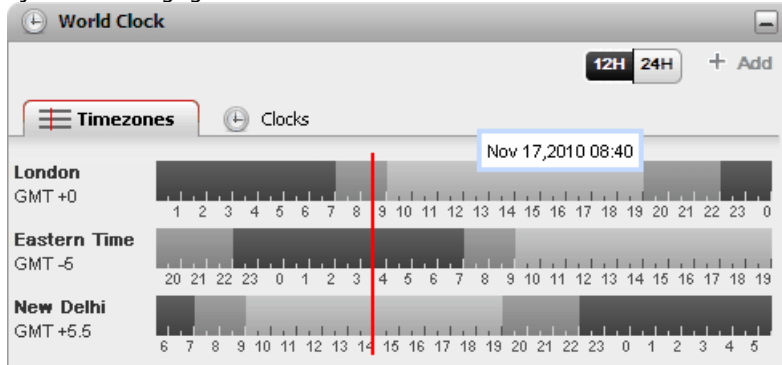 World Clock
12H 24H + Add
Timezones Clocks
Nov 17,2010 08:40
London
GMT +0
1 2 3 4 5 6 7 8 9 10 11 12 13 14 15 16 17 18 19 20 21 22 23 0
Eastern Time
GMT -5
20 21 22 23 0 1 2 3 4 5 6 7 8 9 10 11 12 13 14 15 16 17 18 19
New Delhi
GMT +5.5
6 7 8 9 10 11 12 13 14 15 16 17 18 19 20 21 22 23 0 1 2 3 4 5